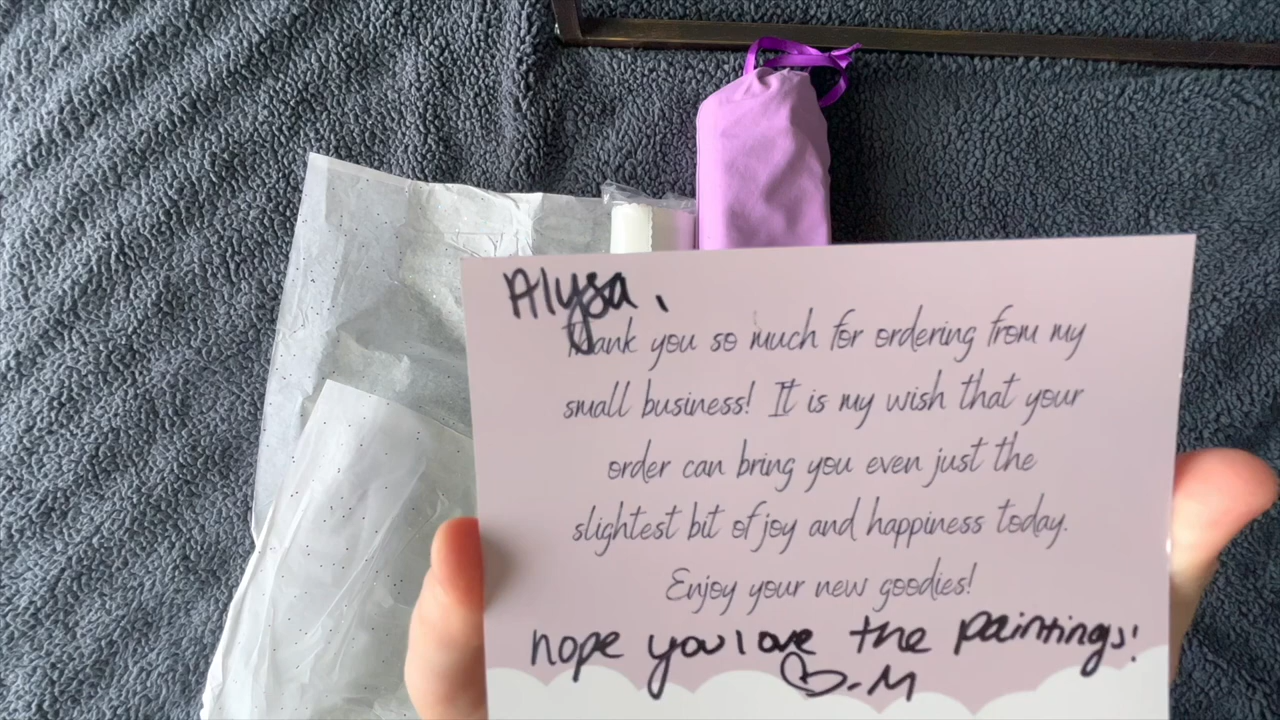 Alysa,
Thank you so much for ordering from my
small business! It is my wish that your
order can bring you even just the
slightest bit of joy and happiness today.
Enjoy your new goodies!
hope you love the paintings!
♡-M